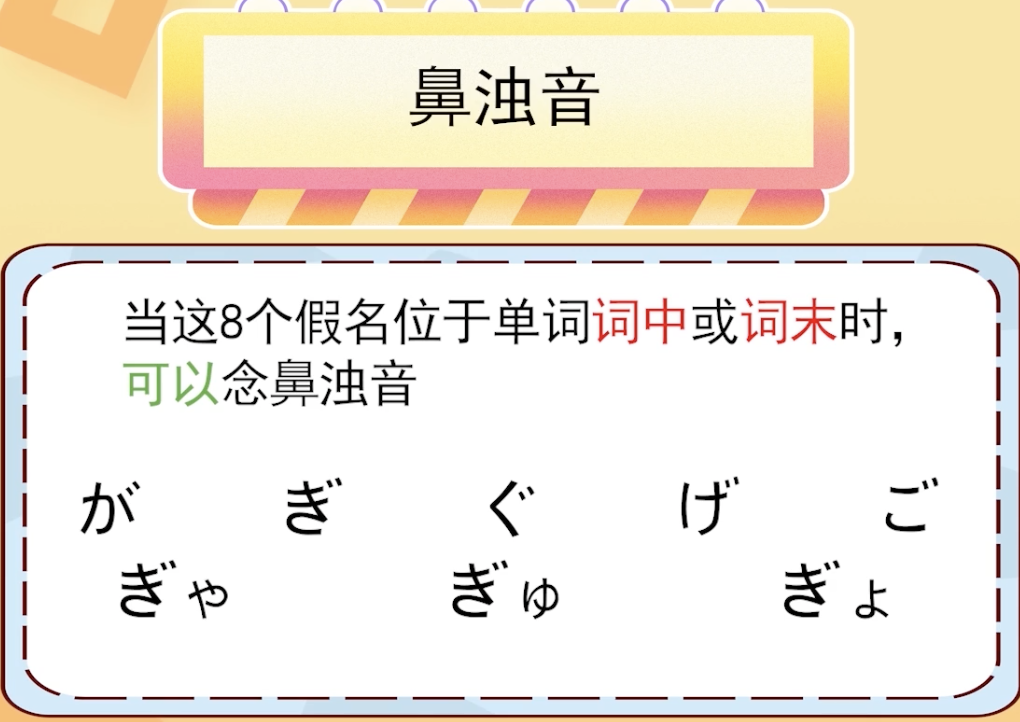 鼻浊音
当这8个假名位于单词词中或词末时，
可以念鼻浊音
が ぎ ぐ げ ご
ぎゃ ぎゅ ぎょ